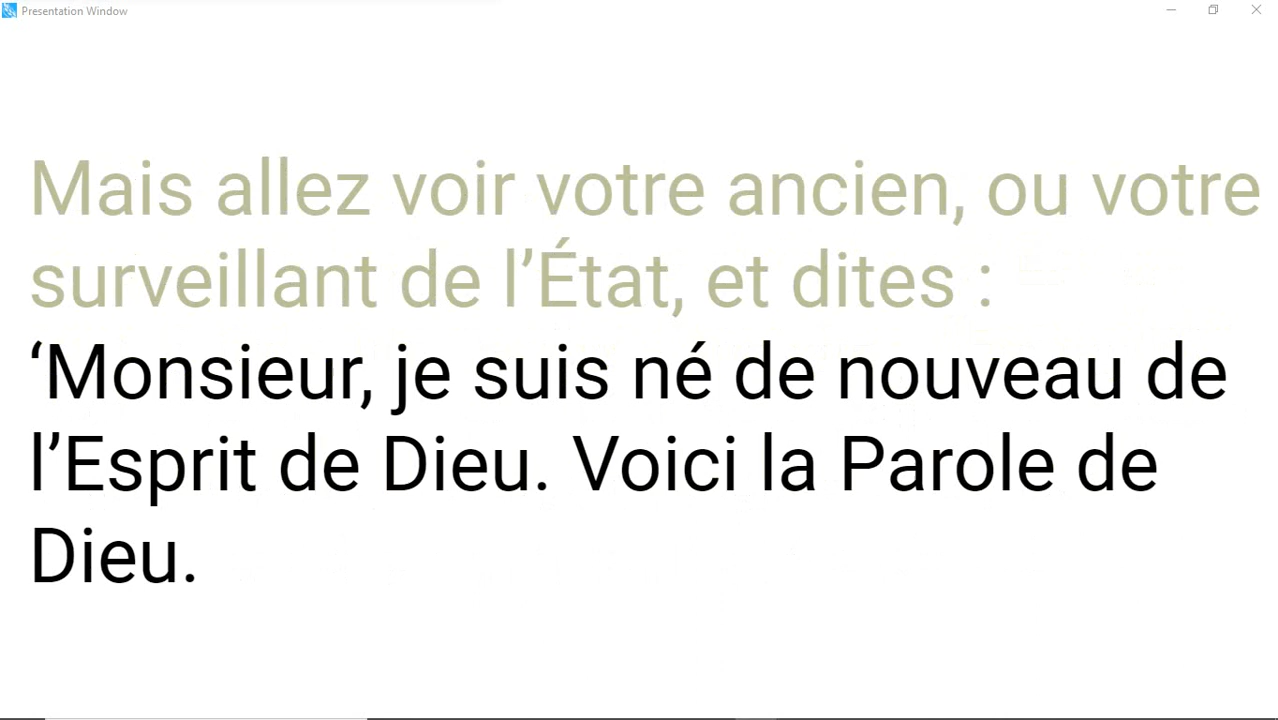 Presentation Window
Mais allez voir votre ancien, ou votre
surveillant de l’État, et dites :
‘Monsieur, je suis né de nouveau de
l’Esprit de Dieu. Voici la Parole de
Dieu.